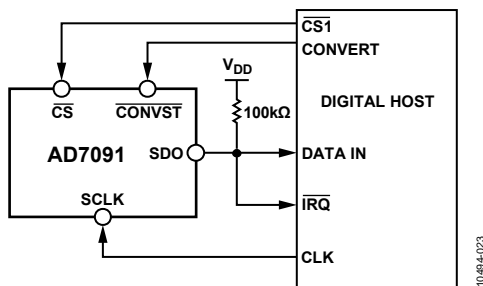 CS1
CONVERT
VDD
DIGITAL HOST
100kΩ
CS
CONVST
AD7091
SDO
DATA IN
SCLK
IRQ
CLK
10494-023